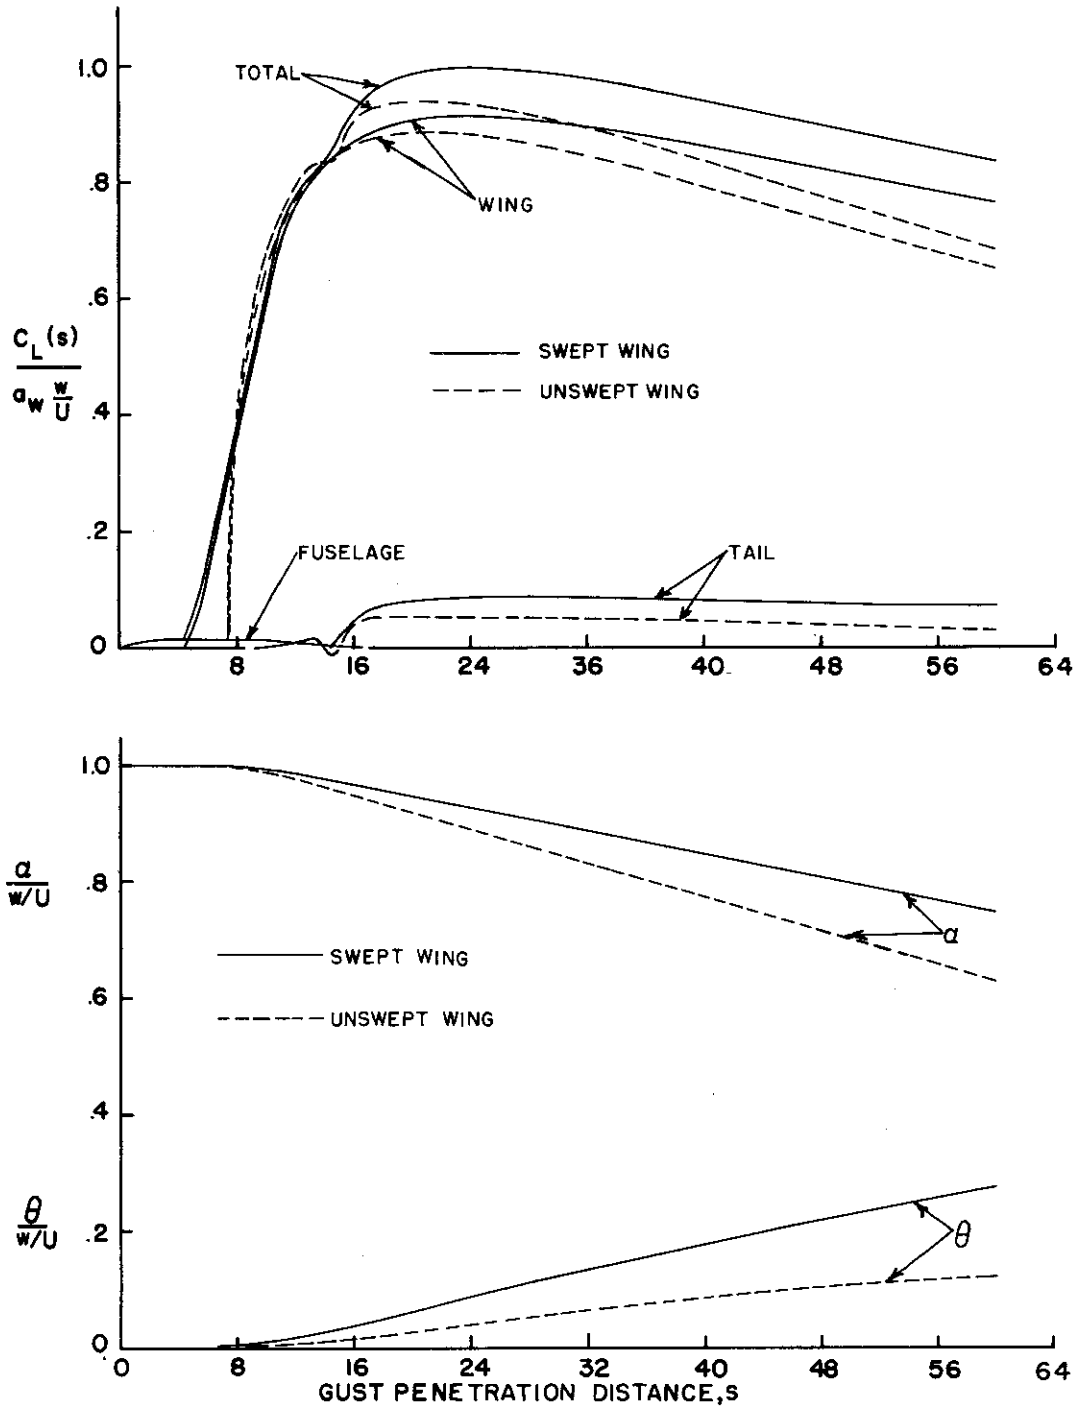 1.0
TOTAL
.8
WING
.6
C_L(s)
a_w w/U
SWEPT WING
UNSWEPT WING
.4
.2
FUSELAGE
TAIL
0
8 16 24 36 40 48 56 64
1.0
α
w/U
.8
α
SWEPT WING
.6
UNSWEPT WING
.4
θ
w/U
.2
θ
0
0 8 16 24 32 40 48 56 64
GUST PENETRATION DISTANCE,s